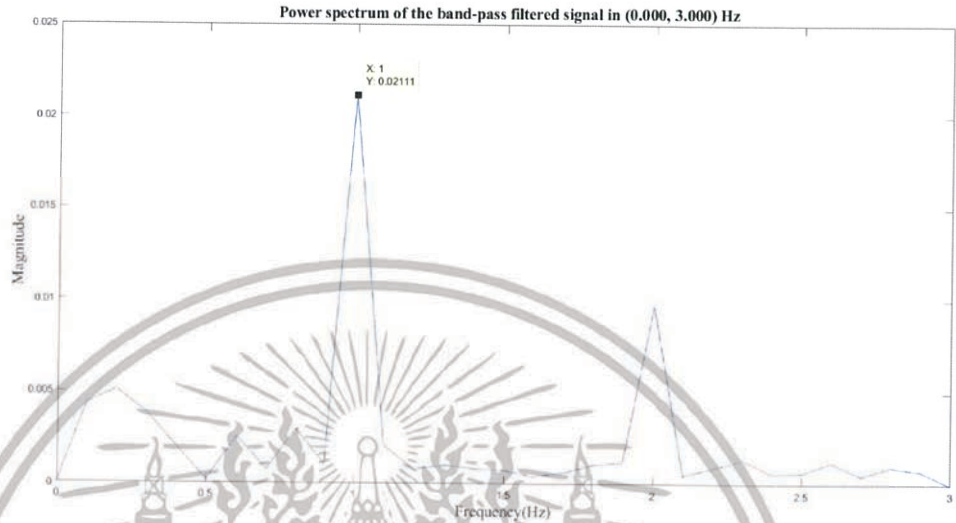 Power spectrum of the band-pass filtered signal in (0.000, 3.000) Hz
0.025
X: 1
Y: 0.02111
0.02
0.015
Magnitude
0.01
0.005
0
0 0.5 1 1.5 2 2.5 3
Frequency(Hz)